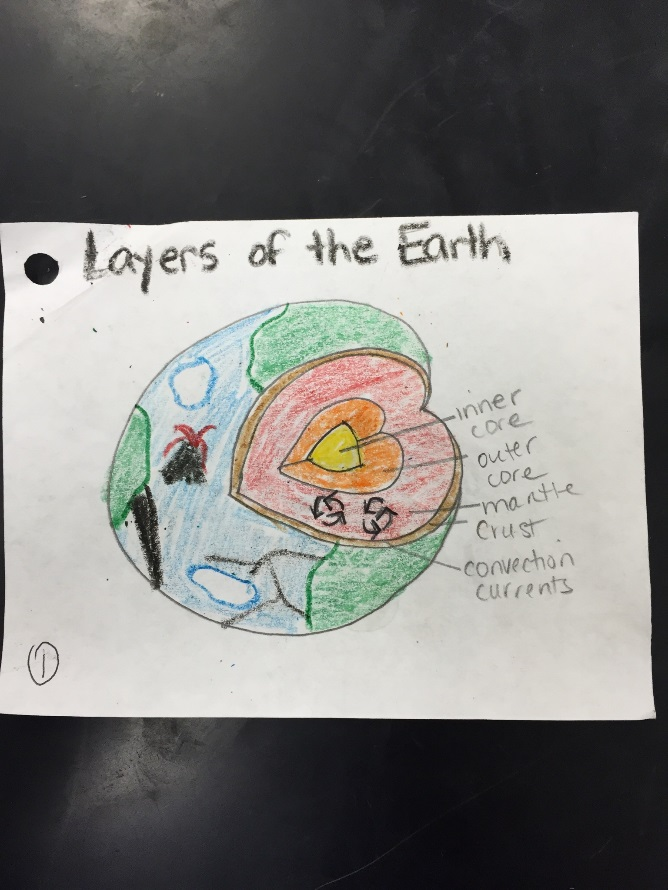 Layers of the Earth
inner
core
outer
core
mantle
crust
convection
currents
1